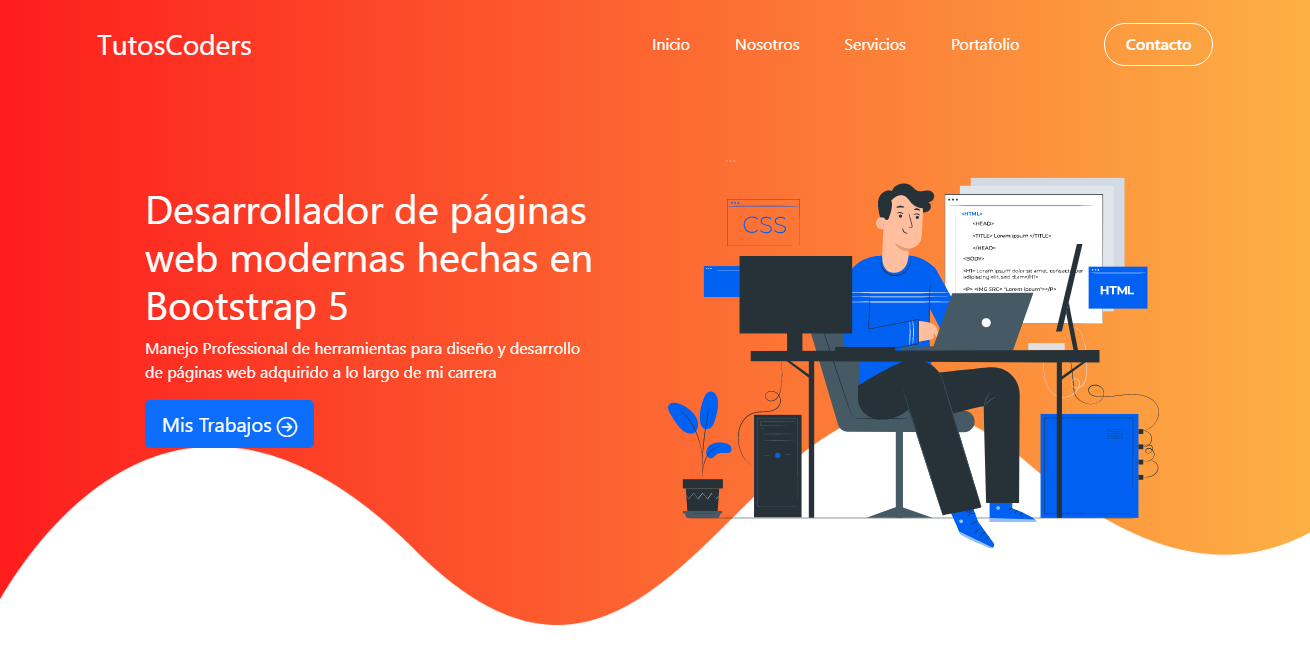 TutosCoders
Inicio
Nosotros
Servicios
Portafolio
Contacto
Desarrollador de páginas
web modernas hechas en
Bootstrap 5
Manejo Professional de herramientas para diseño y desarrollo
de páginas web adquirido a lo largo de mi carrera
Mis Trabajos
CSS
<HTML>
<HEAD>
<TITLE> Lorem ipsum </TITLE>
</HEAD>
<BODY>
<H1> Lorem ipsum dolor sit amet, consectetuer
adipiscing elit, sed diam</H1>
<P> <IMG SRC= "Lorem ipsum"></P>
HTML